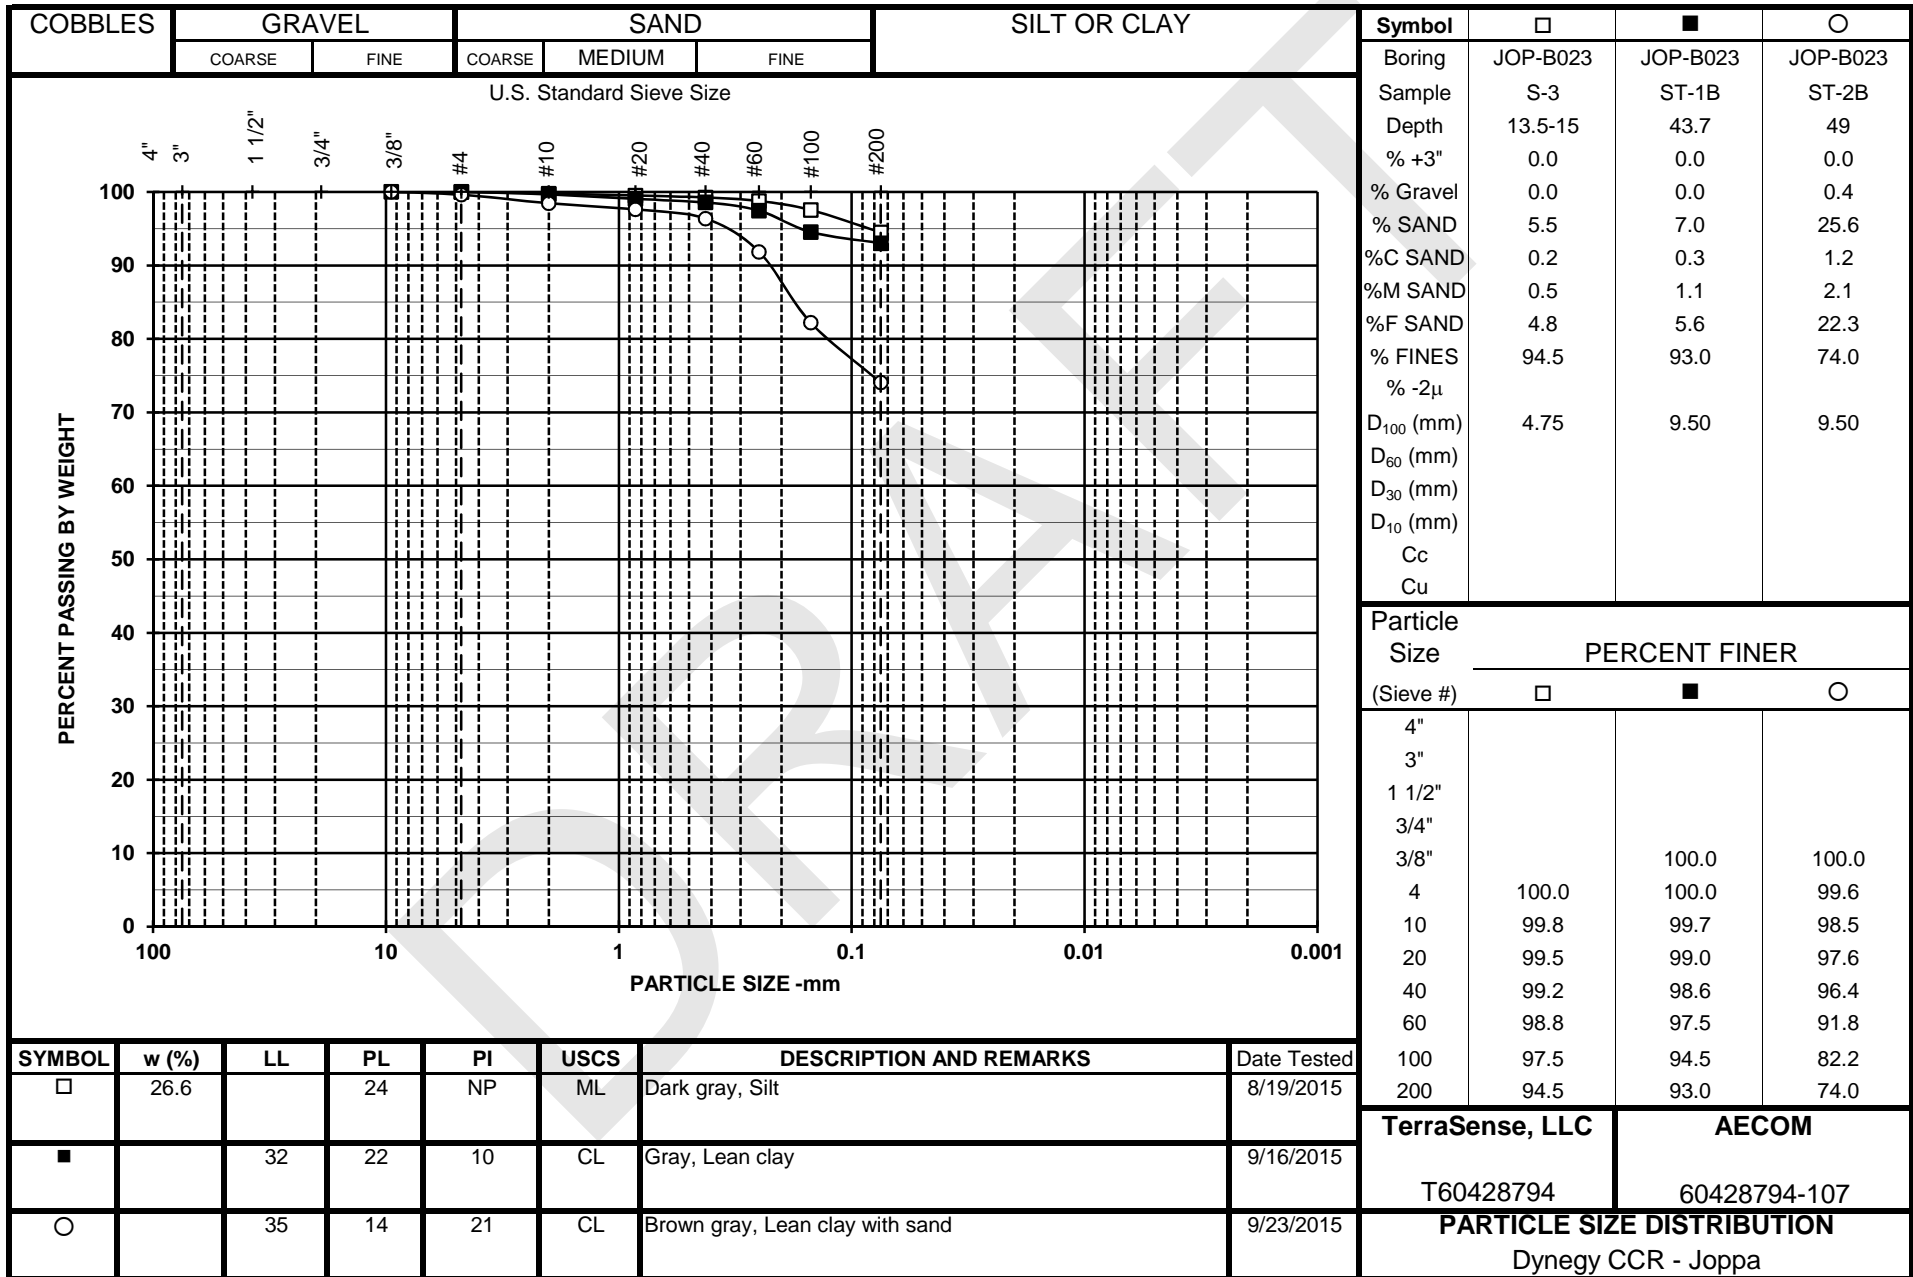 COBBLES GRAVEL SAND SILT OR CLAY
COARSE FINE COARSE MEDIUM FINE
U.S. Standard Sieve Size
4" 3" 1 1/2" 3/4" 3/8" #4 #10 #20 #40 #60 #100 #200
PERCENT PASSING BY WEIGHT
100
90
80
70
60
50
40
30
20
10
0
100 10 1 0.1 0.01 0.001
PARTICLE SIZE -mm
Symbol □ ■ ○
Boring JOP-B023 JOP-B023 JOP-B023
Sample S-3 ST-1B ST-2B
Depth 13.5-15 43.7 49
% +3" 0.0 0.0 0.0
% Gravel 0.0 0.0 0.4
% SAND 5.5 7.0 25.6
%C SAND 0.2 0.3 1.2
%M SAND 0.5 1.1 2.1
%F SAND 4.8 5.6 22.3
% FINES 94.5 93.0 74.0
% -2μ
D100 (mm) 4.75 9.50 9.50
D60 (mm)
D30 (mm)
D10 (mm)
Cc
Cu
Particle
Size PERCENT FINER
(Sieve #) □ ■ ○
4"
3"
1 1/2"
3/4"
3/8" 100.0 100.0
4 100.0 100.0 99.6
10 99.8 99.7 98.5
20 99.5 99.0 97.6
40 99.2 98.6 96.4
60 98.8 97.5 91.8
100 97.5 94.5 82.2
200 94.5 93.0 74.0
SYMBOL w (%) LL PL PI USCS DESCRIPTION AND REMARKS Date Tested
□ 26.6 24 NP ML Dark gray, Silt 8/19/2015
■ 32 22 10 CL Gray, Lean clay 9/16/2015
○ 35 14 21 CL Brown gray, Lean clay with sand 9/23/2015
TerraSense, LLC AECOM
T60428794 60428794-107
PARTICLE SIZE DISTRIBUTION
Dynegy CCR - Joppa
DRAFT